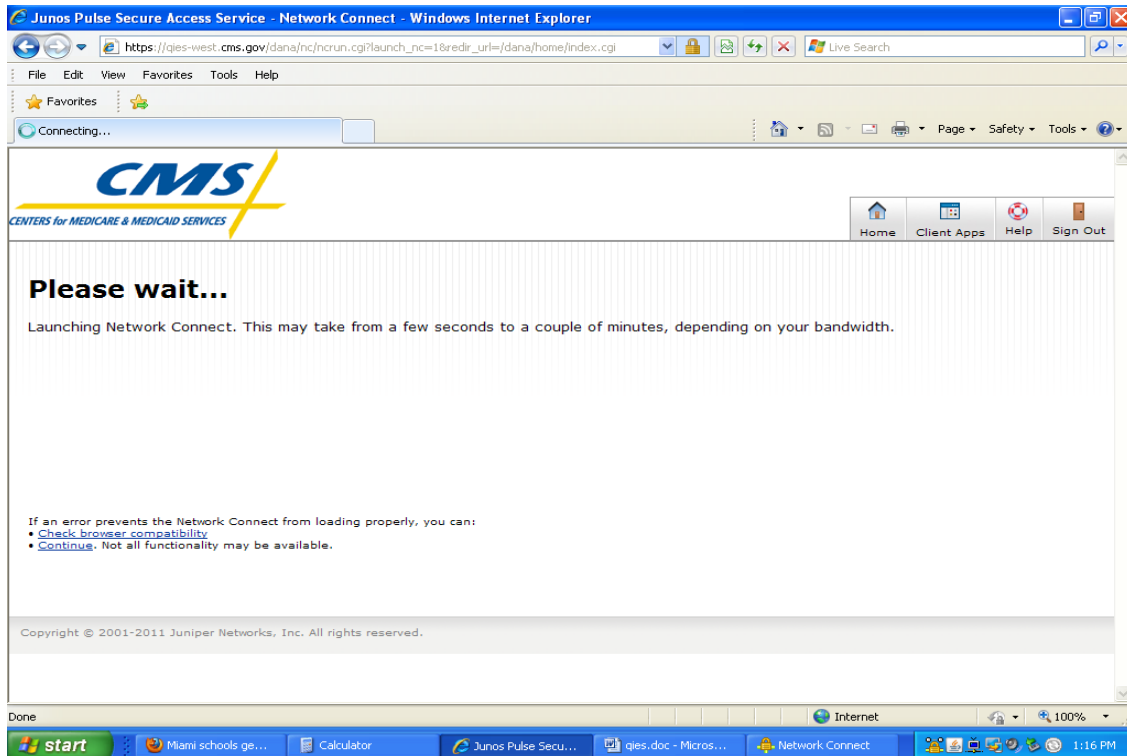 Junos Pulse Secure Access Service - Network Connect - Windows Internet Explorer
https://qies-west.cms.gov/dana/nc/ncrun.cgi?launch_nc=1&redir_url=/dana/home/index.cgi
Live Search
File Edit View Favorites Tools Help
Favorites
Connecting...
Page Safety Tools
CMS
CENTERS for MEDICARE & MEDICAID SERVICES
Home Client Apps Help Sign Out
Please wait...
Launching Network Connect. This may take from a few seconds to a couple of minutes, depending on your bandwidth.
If an error prevents the Network Connect from loading properly, you can:
• Check browser compatibility
• Continue. Not all functionality may be available.
Copyright © 2001-2011 Juniper Networks, Inc. All rights reserved.
Done Internet 100%
start Miami schools ge... Calculator Junos Pulse Secu... qies.doc - Micros... Network Connect 1:16 PM